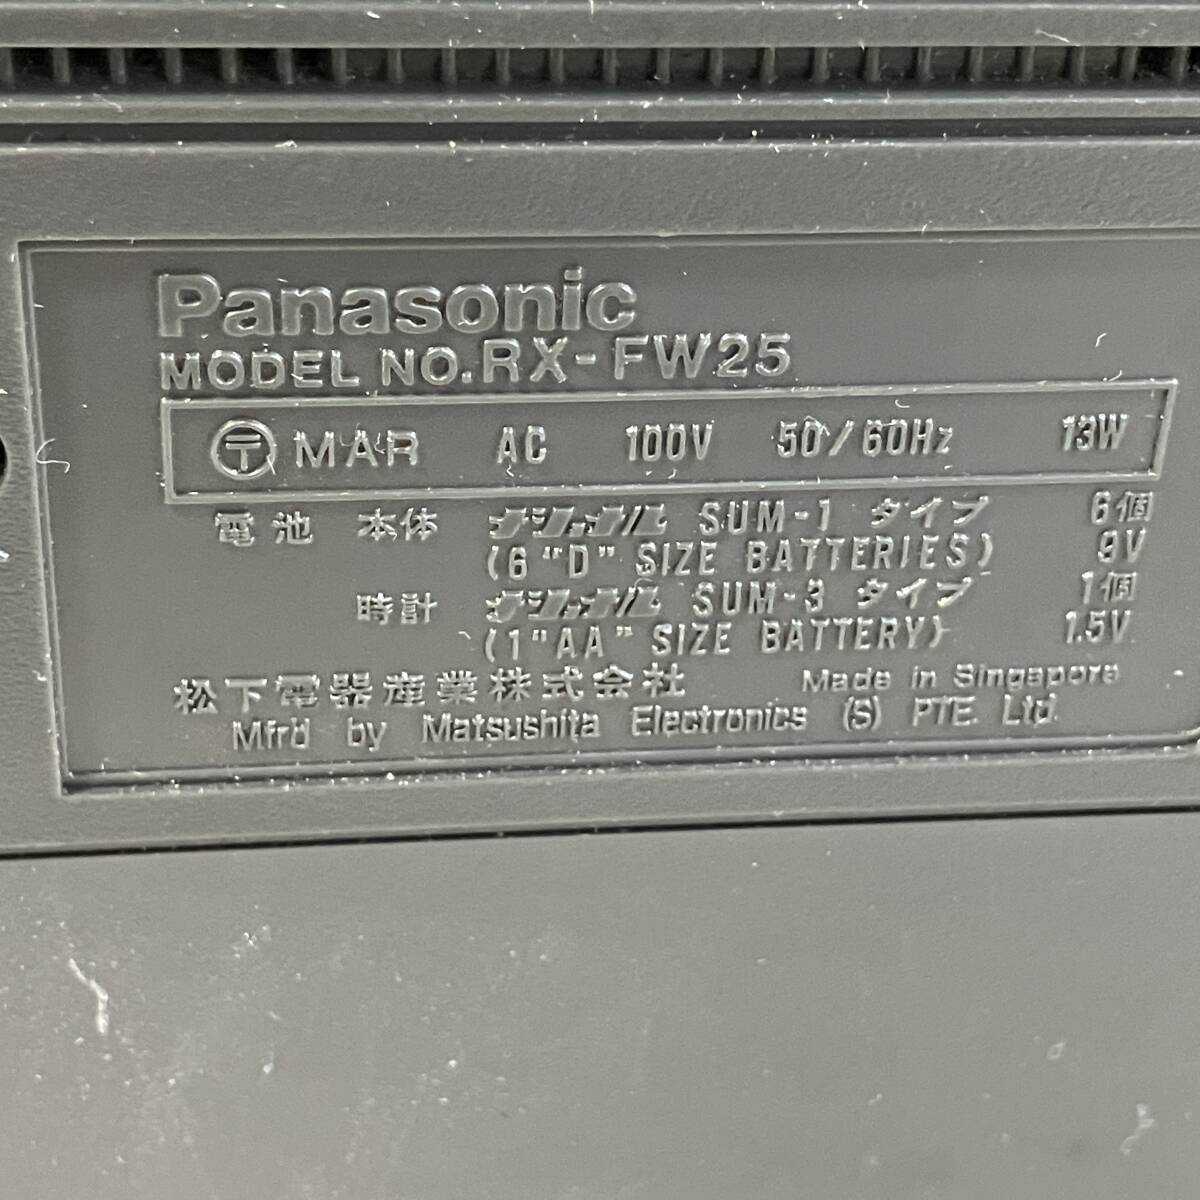 Panasonic
MODEL NO. RX-FW25
〒 MAR AC 100V 50/60Hz 13W
電池 本体 ナショナル SUM-1 タイプ 6個
(6 "D" SIZE BATTERIES) 9V
時計 ナショナル SUM-3 タイプ 1個
(1 "AA" SIZE BATTERY) 1.5V
松下電器産業株式会社 Made in Singapore
Mfr'd by Matsushita Electronics (S) PTE. Ltd.